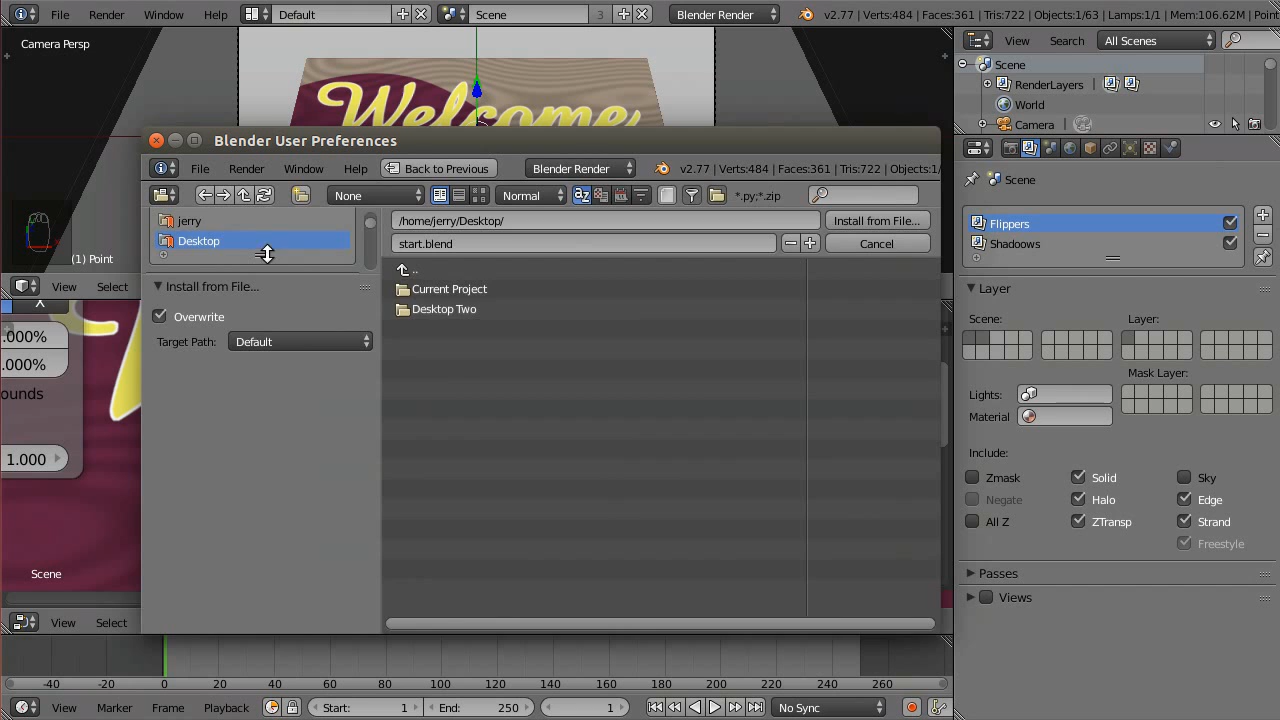 File Render Window Help Default Scene 3 Blender Render v2.77 | Verts:484 | Faces:361 | Tris:722 | Objects:1/63 | Lamps:1/1 | Mem:106.62M | Point
Camera Persp
View Search All Scenes
Scene
RenderLayers
World
Camera
Welcome
Blender User Preferences
File Render Window Back to Previous Blender Render v2.77 | Verts:484 | Faces:361 | Tris:722 | Objects:1/
None Normal *.py;*.zip
Scene
jerry
Desktop
/home/jerry/Desktop/ Install from File...
start.blend Cancel
Flippers
Shadoows
(1) Point
View Select
..
Current Project
Desktop Two
Install from File...
Overwrite
Target Path: Default
X
.000%
.000%
ounds
1.000
Layer
Scene: Layer:
Mask Layer:
Lights:
Material
Include:
Zmask Solid Sky
Negate Halo Edge
All Z ZTransp Strand
Freestyle
Passes
Views
Scene
View Select
-40 -20 0 20 40 60 80 100 120 140 160 180 200 220 240 260
View Marker Frame Playback Start: 1 End: 250 1 No Sync